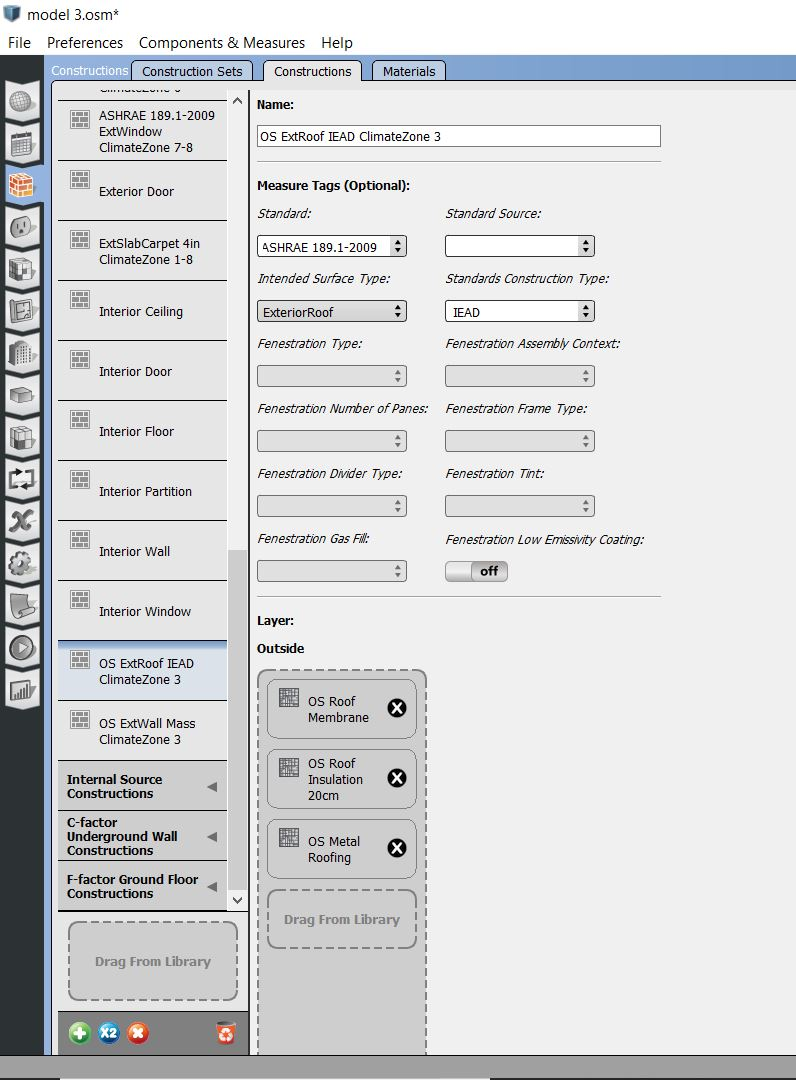 model 3.osm*
File Preferences Components & Measures Help
Constructions Construction Sets Constructions Materials
ASHRAE 189.1-2009
ExtWindow
ClimateZone 7-8
Exterior Door
ExtSlabCarpet 4in
ClimateZone 1-8
Interior Ceiling
Interior Door
Interior Floor
Interior Partition
Interior Wall
Interior Window
OS ExtRoof IEAD
ClimateZone 3
OS ExtWall Mass
ClimateZone 3
Internal Source
Constructions
C-factor
Underground Wall
Constructions
F-factor Ground Floor
Constructions
Drag From Library
X2
Name:
OS ExtRoof IEAD ClimateZone 3
Measure Tags (Optional):
Standard: Standard Source:
ASHRAE 189.1-2009
Intended Surface Type: Standards Construction Type:
ExteriorRoof IEAD
Fenestration Type: Fenestration Assembly Context:
Fenestration Number of Panes: Fenestration Frame Type:
Fenestration Divider Type: Fenestration Tint:
Fenestration Gas Fill: Fenestration Low Emissivity Coating:
off
Layer:
Outside
OS Roof
Membrane
OS Roof
Insulation
20cm
OS Metal
Roofing
Drag From Library